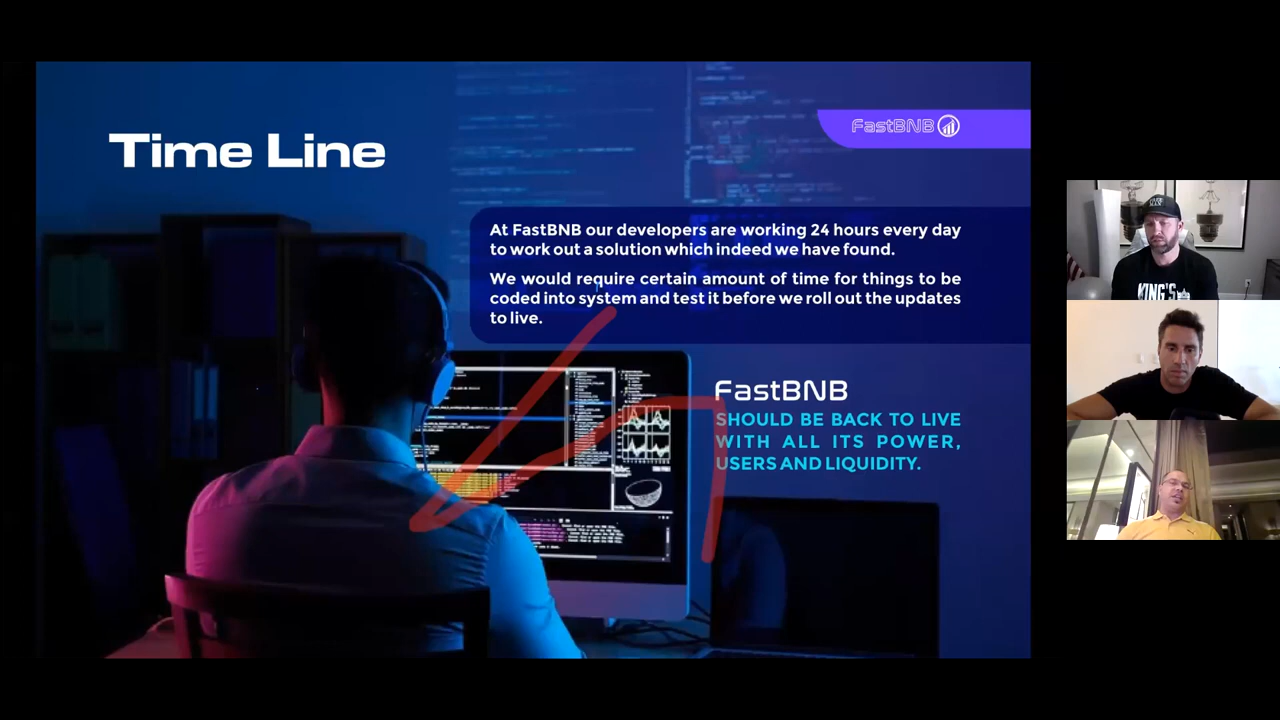 Time Line
FastBNB
At FastBNB our developers are working 24 hours every day
to work out a solution which indeed we have found.
We would require certain amount of time for things to be
coded into system and test it before we roll out the updates
to live.
FastBNB
SHOULD BE BACK TO LIVE
WITH ALL ITS POWER,
USERS AND LIQUIDITY.
KING'S